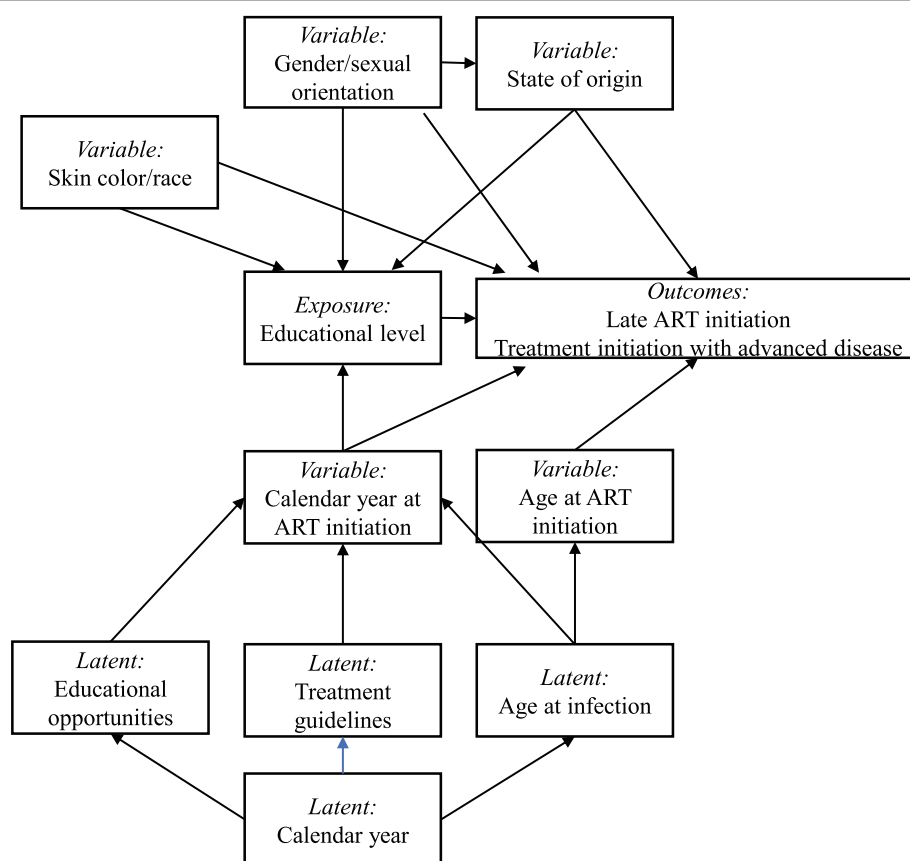 Variable:
Gender/sexual
orientation
Variable:
State of origin
Variable:
Skin color/race
Exposure:
Educational level
Outcomes:
Late ART initiation
Treatment initiation with advanced disease
Variable:
Calendar year at
ART initiation
Variable:
Age at ART
initiation
Latent:
Educational
opportunities
Latent:
Treatment
guidelines
Latent:
Age at infection
Latent:
Calendar year